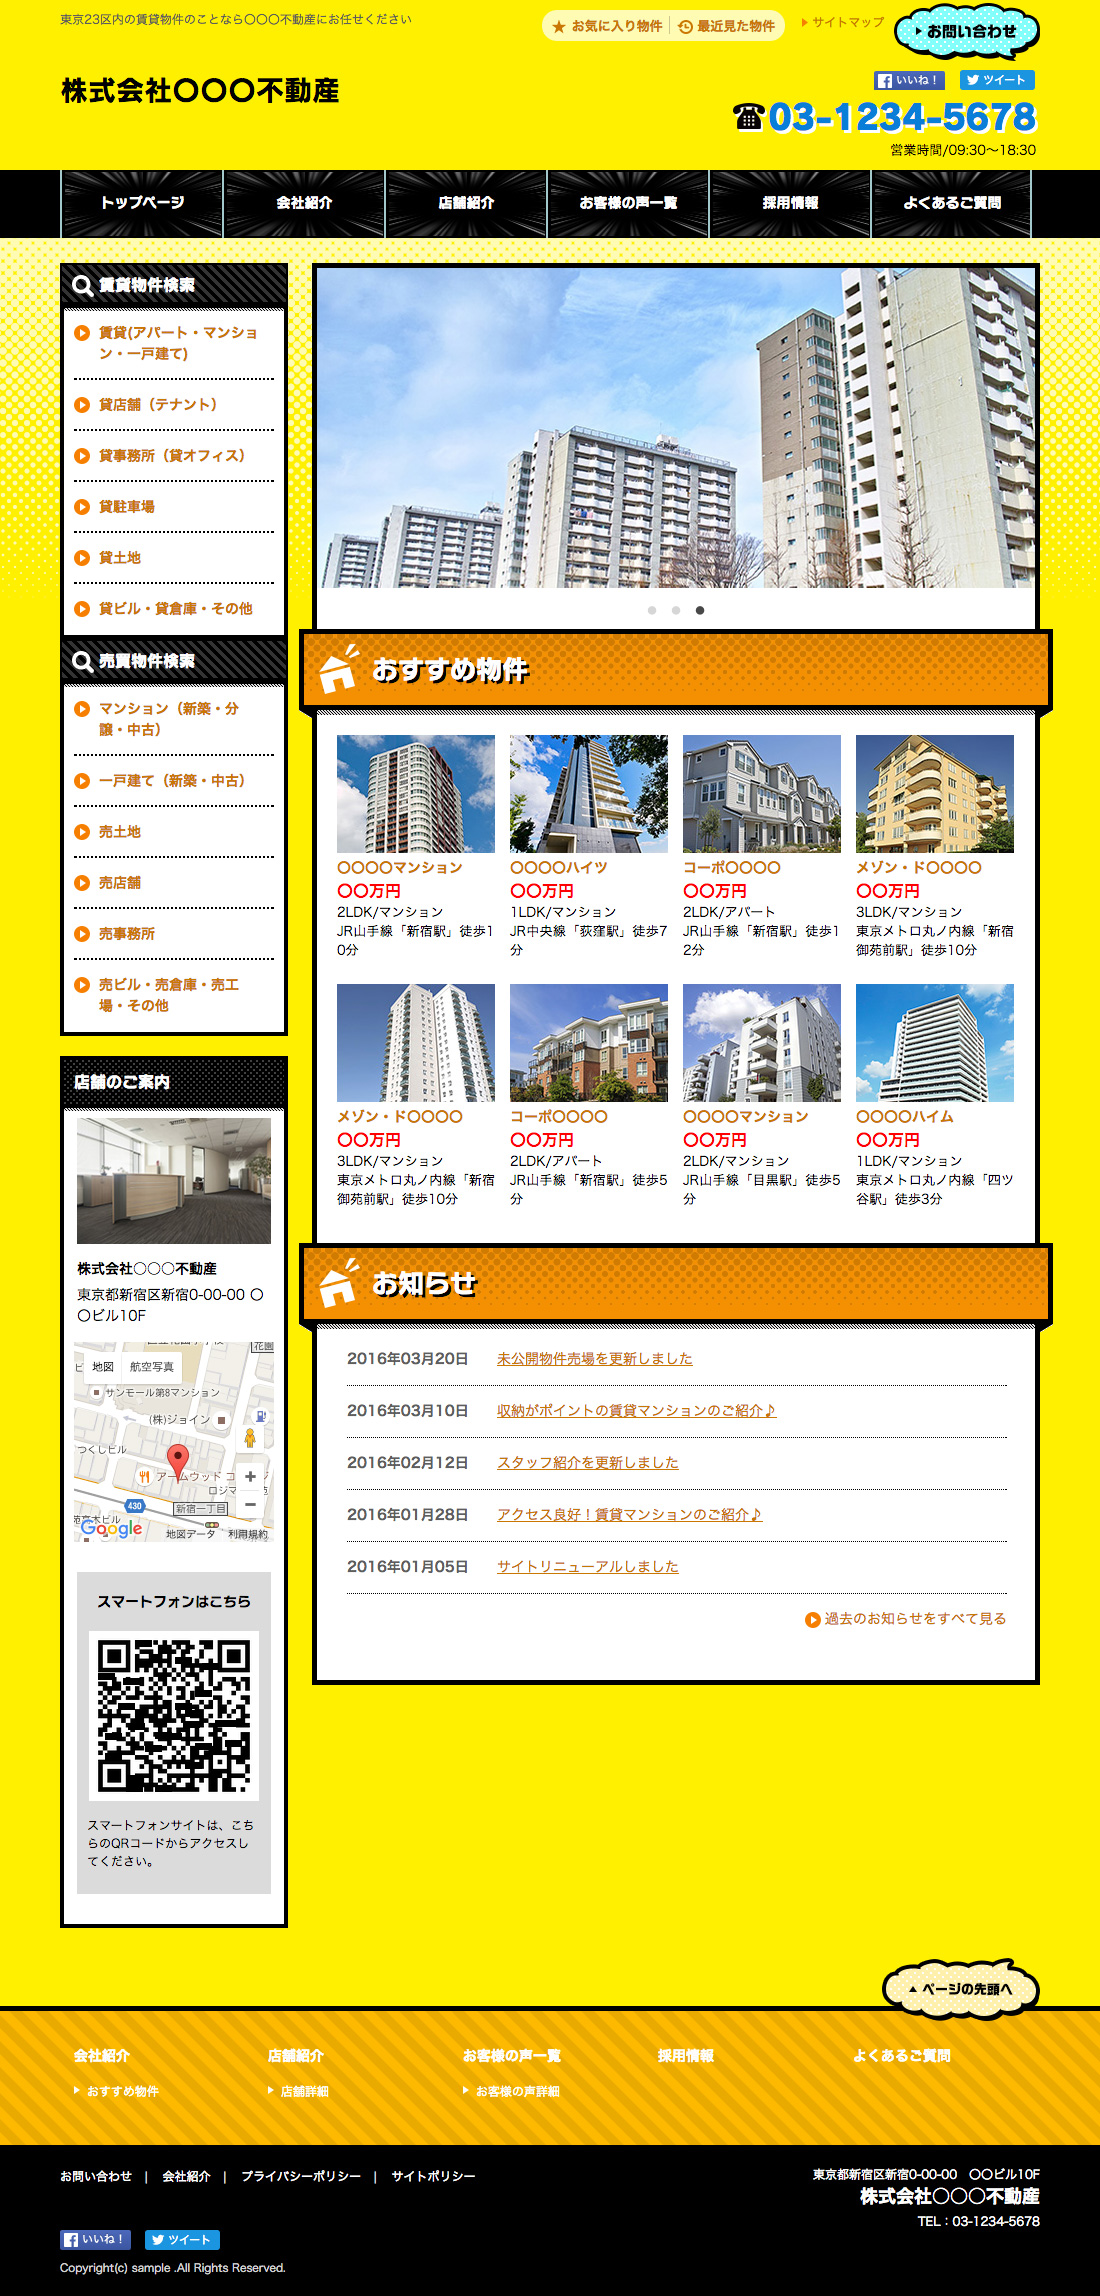 東京23区内の賃貸物件のことなら〇〇〇不動産にお任せください
お気に入り物件
最近見た物件
サイトマップ
お問い合わせ
株式会社〇〇〇不動産
いいね！
ツイート
03-1234-5678
営業時間/09:30〜18:30
トップページ
会社紹介
店舗紹介
お客様の声一覧
採用情報
よくあるご質問
賃貸物件検索
賃貸(アパート・マンショ
ン・一戸建て)
貸店舗（テナント）
貸事務所（貸オフィス）
貸駐車場
貸土地
貸ビル・貸倉庫・その他
売買物件検索
マンション（新築・分
譲・中古）
一戸建て（新築・中古）
売土地
売店舗
売事務所
売ビル・売倉庫・売工
場・その他
店舗のご案内
株式会社〇〇〇不動産
東京都新宿区新宿0-00-00 〇
〇ビル10F
花園
地図
航空写真
サンモール第8マンション
(株)ジョイン
つくしビル
アームウッド コ
ロジマ
430
新宿一丁目
Google
地図データ
利用規約
スマートフォンはこちら
スマートフォンサイトは、こち
らのQRコードからアクセスし
てください。
おすすめ物件
〇〇〇〇マンション
〇〇万円
2LDK/マンション
JR山手線「新宿駅」徒歩1
0分
〇〇〇〇ハイツ
〇〇万円
1LDK/マンション
JR中央線「荻窪駅」徒歩7
分
コーポ〇〇〇〇
〇〇万円
2LDK/アパート
JR山手線「新宿駅」徒歩1
2分
メゾン・ド〇〇〇〇
〇〇万円
3LDK/マンション
東京メトロ丸ノ内線「新宿
御苑前駅」徒歩10分
メゾン・ド〇〇〇〇
〇〇万円
3LDK/マンション
東京メトロ丸ノ内線「新宿
御苑前駅」徒歩10分
コーポ〇〇〇〇
〇〇万円
2LDK/アパート
JR山手線「新宿駅」徒歩5
分
〇〇〇〇マンション
〇〇万円
2LDK/マンション
JR山手線「目黒駅」徒歩5
分
〇〇〇〇ハイム
〇〇万円
1LDK/マンション
東京メトロ丸ノ内線「四ツ
谷駅」徒歩3分
お知らせ
2016年03月20日 未公開物件売場を更新しました
2016年03月10日 収納がポイントの賃貸マンションのご紹介♪
2016年02月12日 スタッフ紹介を更新しました
2016年01月28日 アクセス良好！賃貸マンションのご紹介♪
2016年01月05日 サイトリニューアルしました
過去のお知らせをすべて見る
ページの先頭へ
会社紹介
おすすめ物件
店舗紹介
店舗詳細
お客様の声一覧
お客様の声詳細
採用情報
よくあるご質問
お問い合わせ | 会社紹介 | プライバシーポリシー | サイトポリシー
東京都新宿区新宿0-00-00 〇〇ビル10F
株式会社〇〇〇不動産
TEL：03-1234-5678
いいね！
ツイート
Copyright(c) sample .All Rights Reserved.